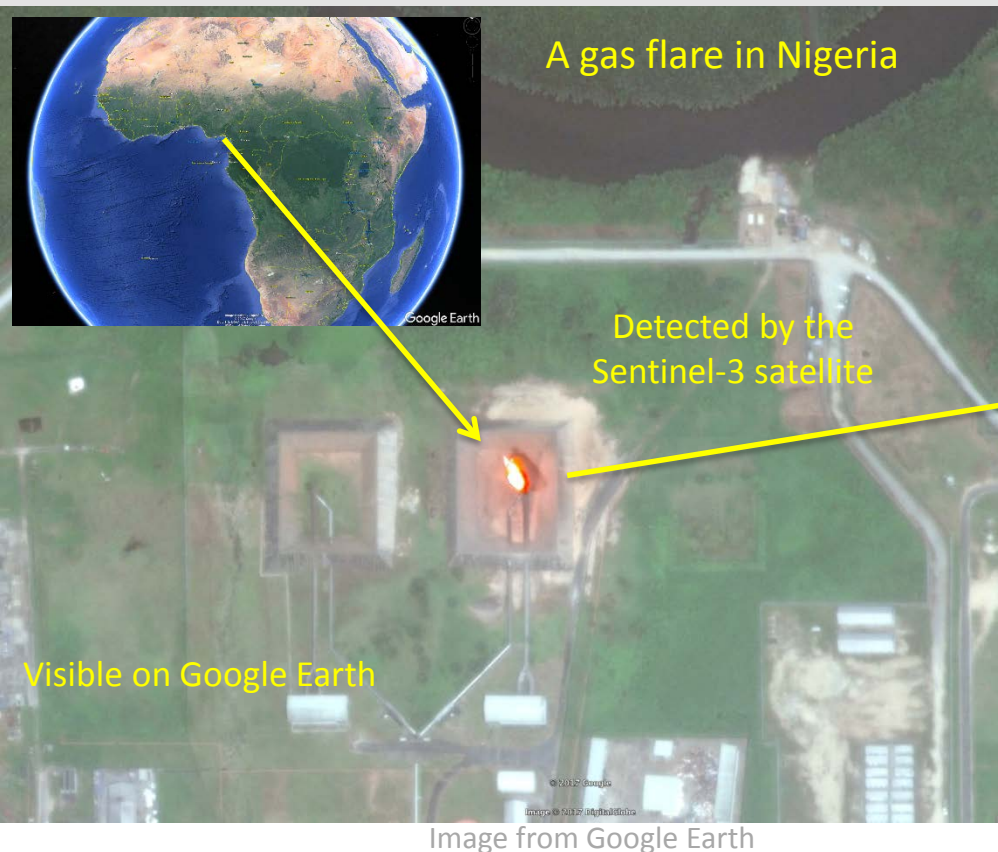 A gas flare in Nigeria
Google Earth
Detected by the
Sentinel-3 satellite
Visible on Google Earth
© 2017 Google
Image © 2017 DigitalGlobe
Image from Google Earth